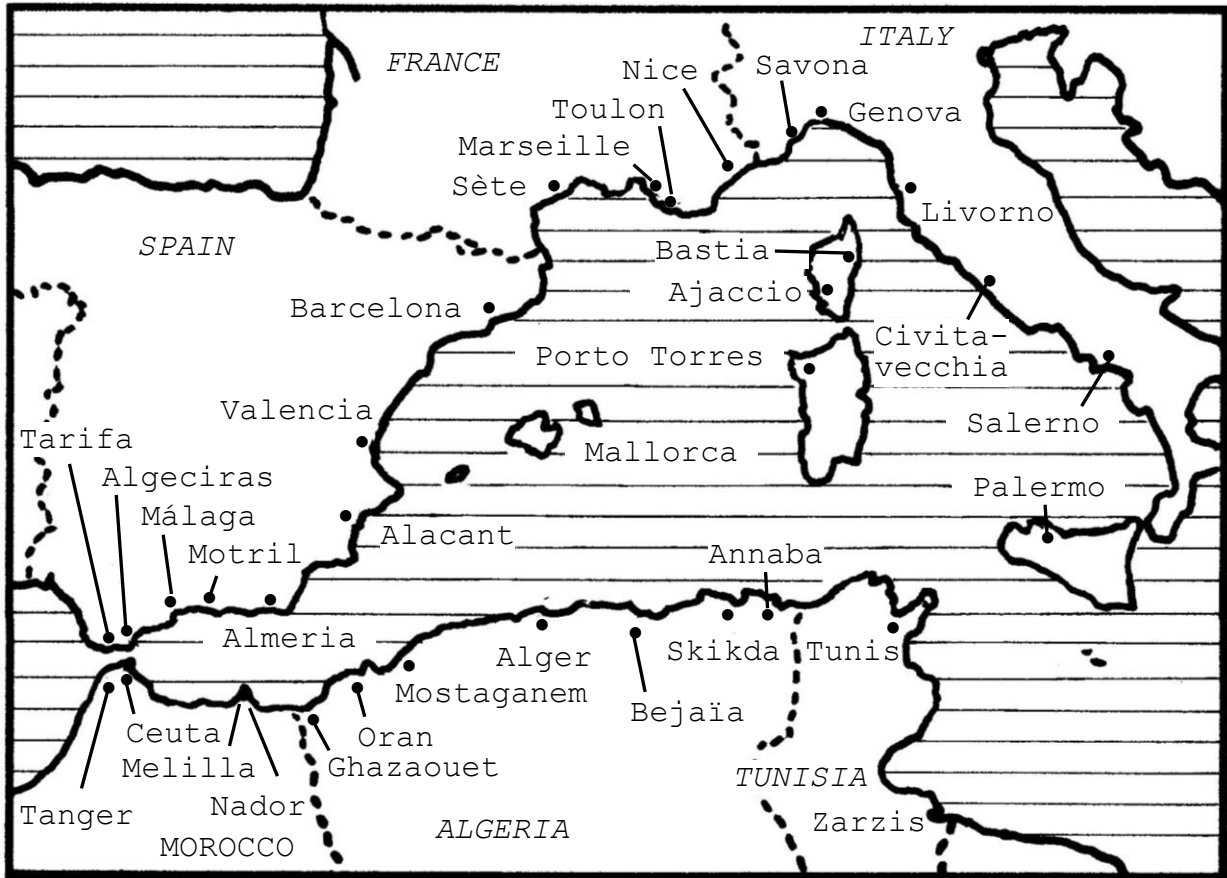 FRANCE
ITALY
Nice
Savona
Toulon
Genova
Marseille
Sète
Livorno
SPAIN
Bastia
Ajaccio
Barcelona
Civita-
vecchia
Porto Torres
Valencia
Salerno
Tarifa
Mallorca
Algeciras
Palermo
Málaga
Alacant
Motril
Annaba
Almeria
Alger
Skikda
Tunis
Mostaganem
Bejaïa
Ceuta
Oran
Melilla
Ghazaouet
Nador
TUNISIA
Tanger
Zarzis
ALGERIA
MOROCCO